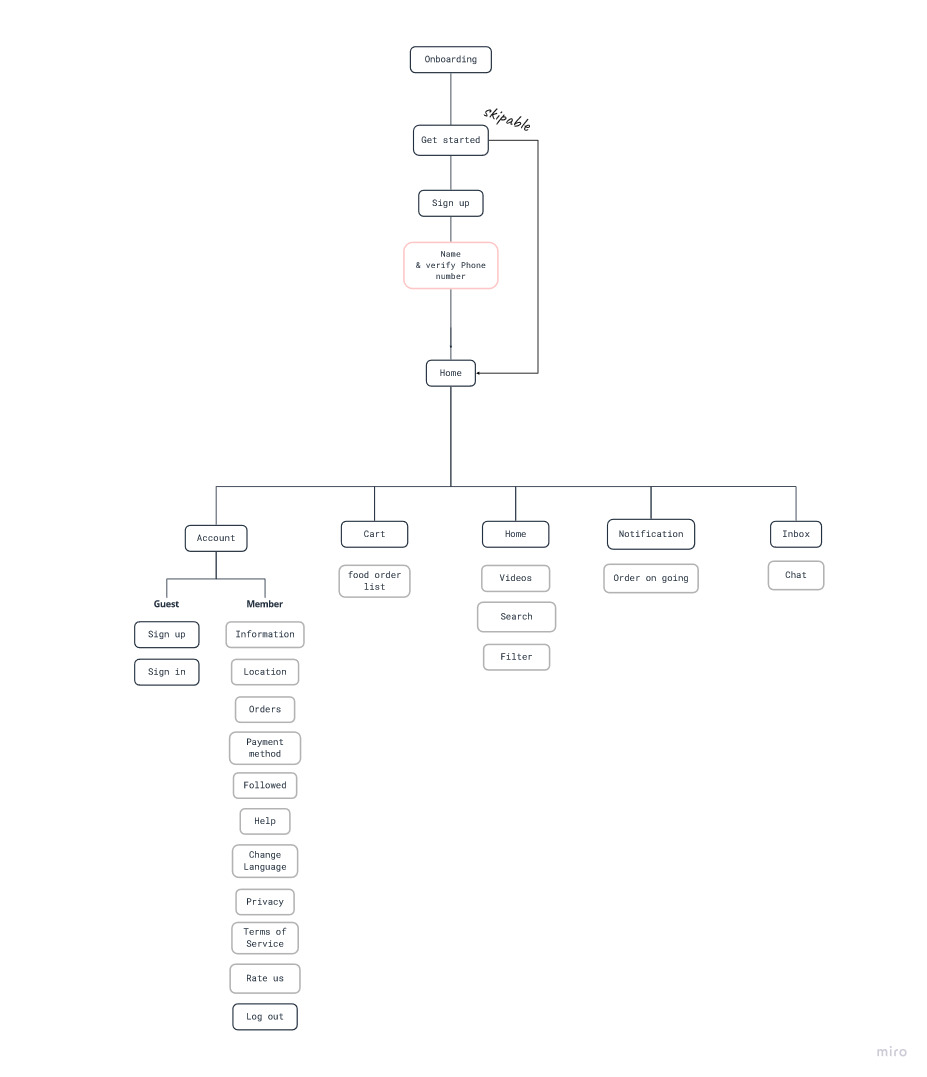 Onboarding
skipable
Get started
Sign up
Name
& verify Phone
number
Home
Account
Cart
Home
Notification
Inbox
food order
list
Videos
Order on going
Chat
Search
Filter
Guest
Member
Sign up
Information
Sign in
Location
Orders
Payment
method
Followed
Help
Change
Language
Privacy
Terms of
Service
Rate us
Log out
miro